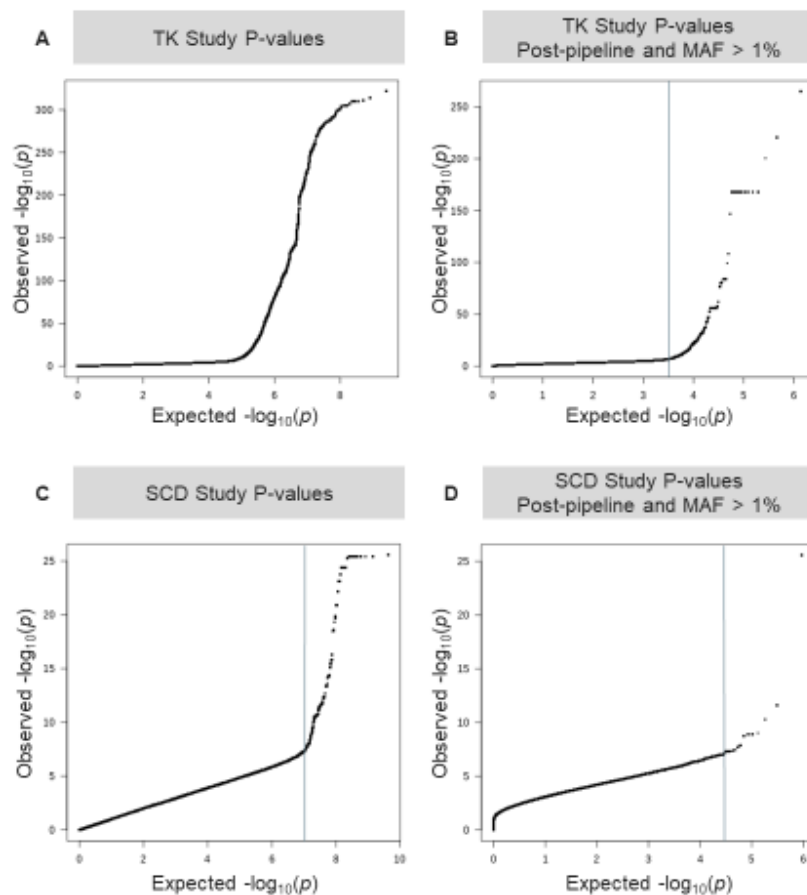 A
TK Study P-values
B
TK Study P-values
Post-pipeline and MAF > 1%
Observed -log10(p)
300
250
200
150
100
50
0
0 2 4 6 8
Expected -log10(p)
Observed -log10(p)
250
200
150
100
50
0
0 1 2 3 4 5 6
Expected -log10(p)
C
SCD Study P-values
D
SCD Study P-values
Post-pipeline and MAF > 1%
Observed -log10(p)
25
20
15
10
5
0
0 2 4 6 8 10
Expected -log10(p)
Observed -log10(p)
25
20
15
10
5
0
0 1 2 3 4 5 6
Expected -log10(p)